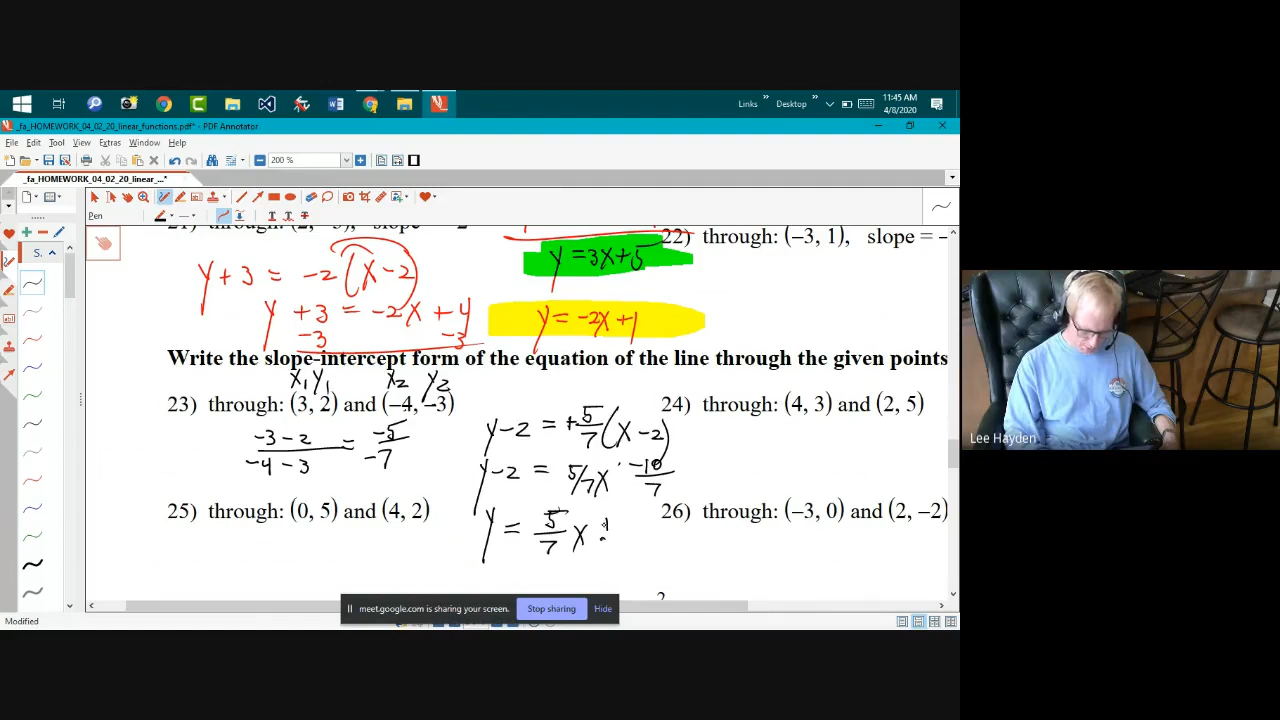 Links » Desktop » 11:45 AM
4/8/2020
_fa_HOMEWORK_04_02_20_linear_functions.pdf* - PDF Annotator
File Edit Tool View Extras Window Help
200 %
_fa_HOMEWORK_04_02_20_linear_...*
Pen
S.
slope
22) through: (−3, 1), slope = −
y = 3x+5
y+3 = -2(x-2)
y +3 = -2x +4
-3 -3
y = -2x+1
Write the slope-intercept form of the equation of the line through the given points
x1 y1 x2 y2
23) through: (3, 2) and (−4, −3)
24) through: (4, 3) and (2, 5)
-3-2 / -4-3 = -5/-7
y-2 = +5/7(x-2)
y-2 = 5/7x -10/7
25) through: (0, 5) and (4, 2)
26) through: (−3, 0) and (2, −2)
y = 5/7 x
meet.google.com is sharing your screen. Stop sharing Hide
Modified
Lee Hayden